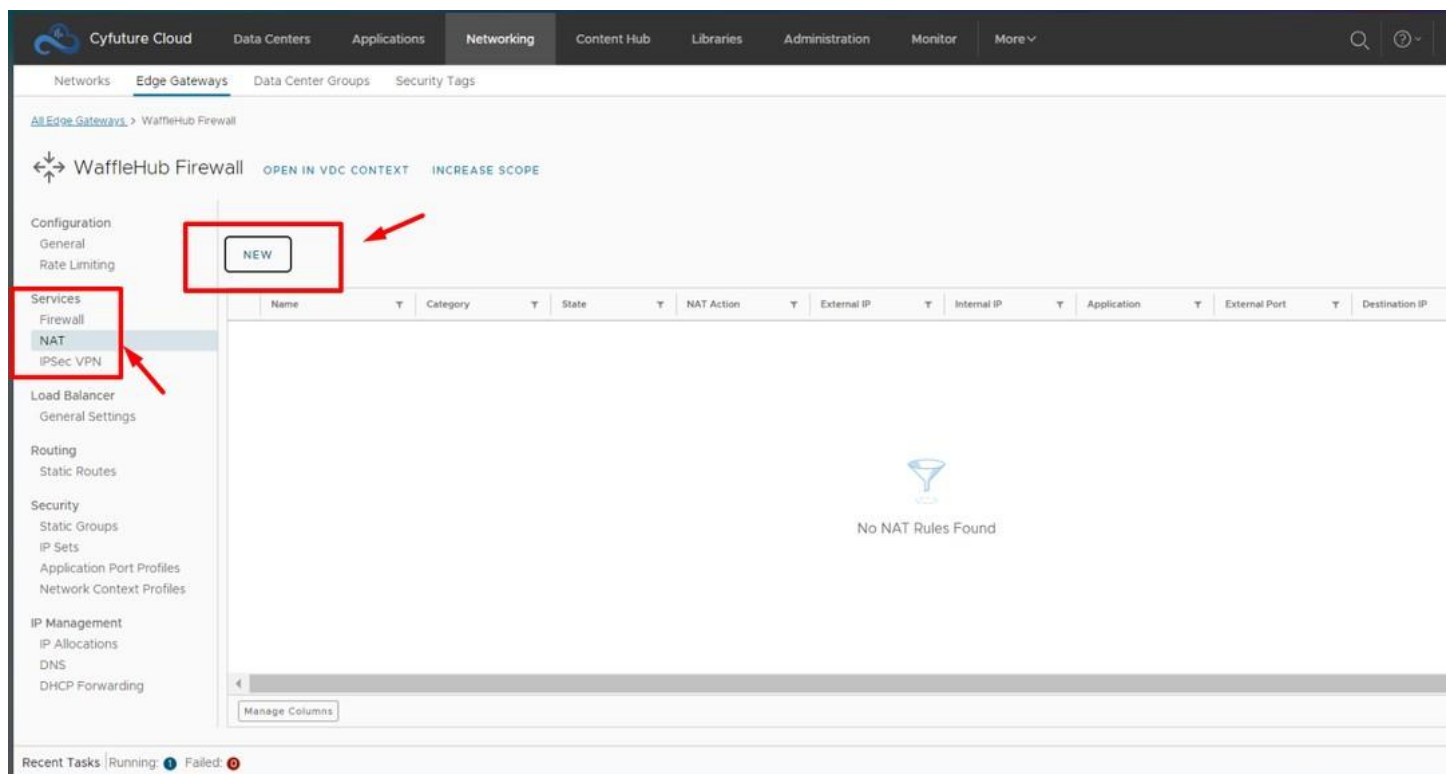 Cyfuture Cloud Data Centers Applications Networking Content Hub Libraries Administration Monitor More
Networks Edge Gateways Data Center Groups Security Tags
All Edge Gateways > WaffleHub Firewall
WaffleHub Firewall OPEN IN VDC CONTEXT INCREASE SCOPE
Configuration
General
Rate Limiting
Services
Firewall
NAT
IPSec VPN
Load Balancer
General Settings
Routing
Static Routes
Security
Static Groups
IP Sets
Application Port Profiles
Network Context Profiles
IP Management
IP Allocations
DNS
DHCP Forwarding
NEW
Name Category State NAT Action External IP Internal IP Application External Port Destination IP
No NAT Rules Found
Manage Columns
Recent Tasks Running: 1 Failed: 0